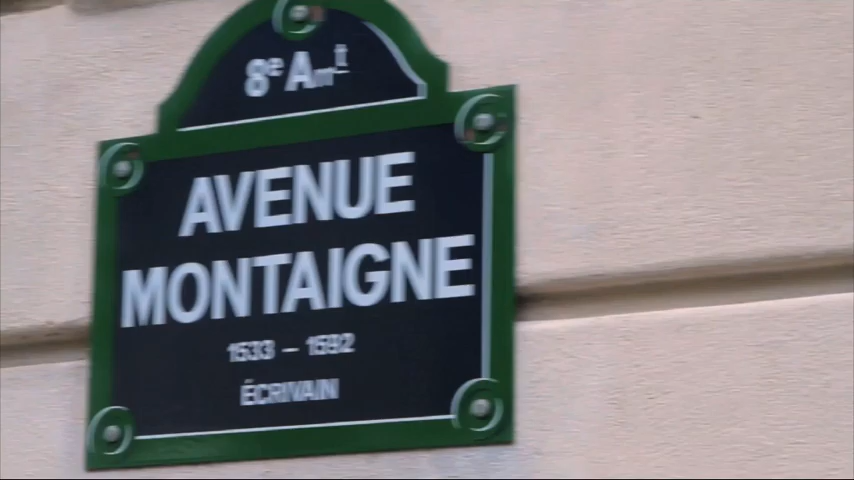 8e Arrt
AVENUE
MONTAIGNE
1533 – 1592
ÉCRIVAIN